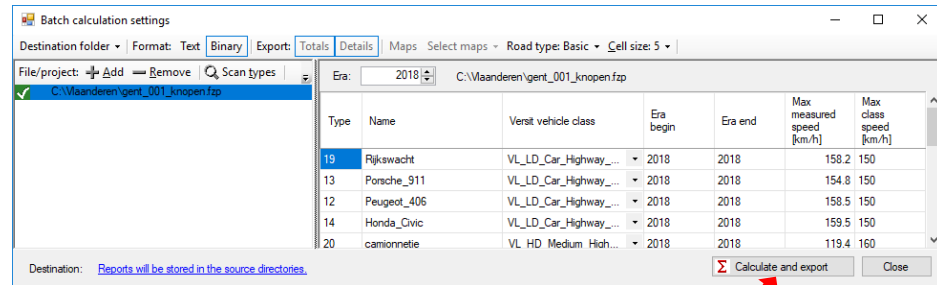 Batch calculation settings
Destination folder Format: Text Binary Export: Totals Details Maps Select maps Road type: Basic Cell size: 5
File/project: Add Remove Scan types Era: 2018 C:\Vlaanderen\gent_001_knopen.fzp
C:\Vlaanderen\gent_001_knopen.fzp
Type Name Versit vehicle class Era begin Era end Max measured speed [km/h] Max class speed [km/h]
19 Rijkswacht VL_LD_Car_Highway_... 2018 2018 158.2 150
13 Porsche_911 VL_LD_Car_Highway_... 2018 2018 154.8 150
12 Peugeot_406 VL_LD_Car_Highway_... 2018 2018 158.5 150
14 Honda_Civic VL_LD_Car_Highway_... 2018 2018 159.5 150
20 camionnetie VL_HD_Medium_High... 2018 2018 119.4 160
Destination: Reports will be stored in the source directories. Σ Calculate and export Close